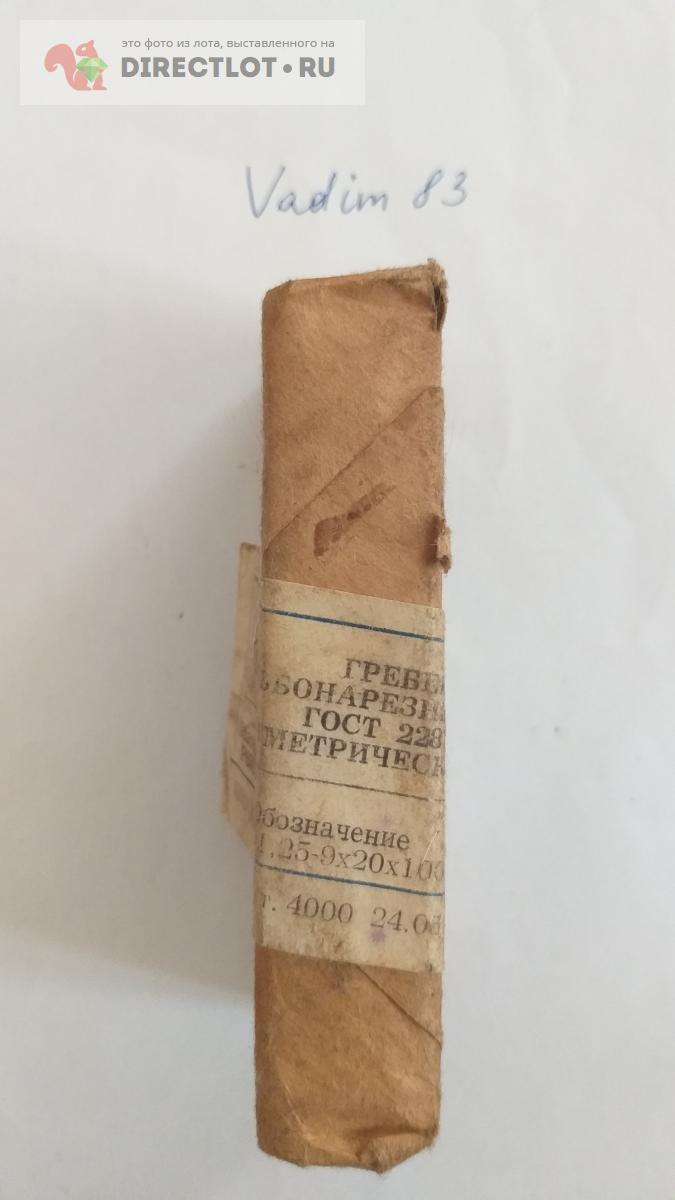 это фото из лота, выставленного на
DIRECTLOT•RU
Vadim 83
ГРЕБЕ
ЬБОНАРЕЗН
ГОСТ 228
МЕТРИЧЕСК
Обозначение
1,25-9х20х100
т. 4000 24.0